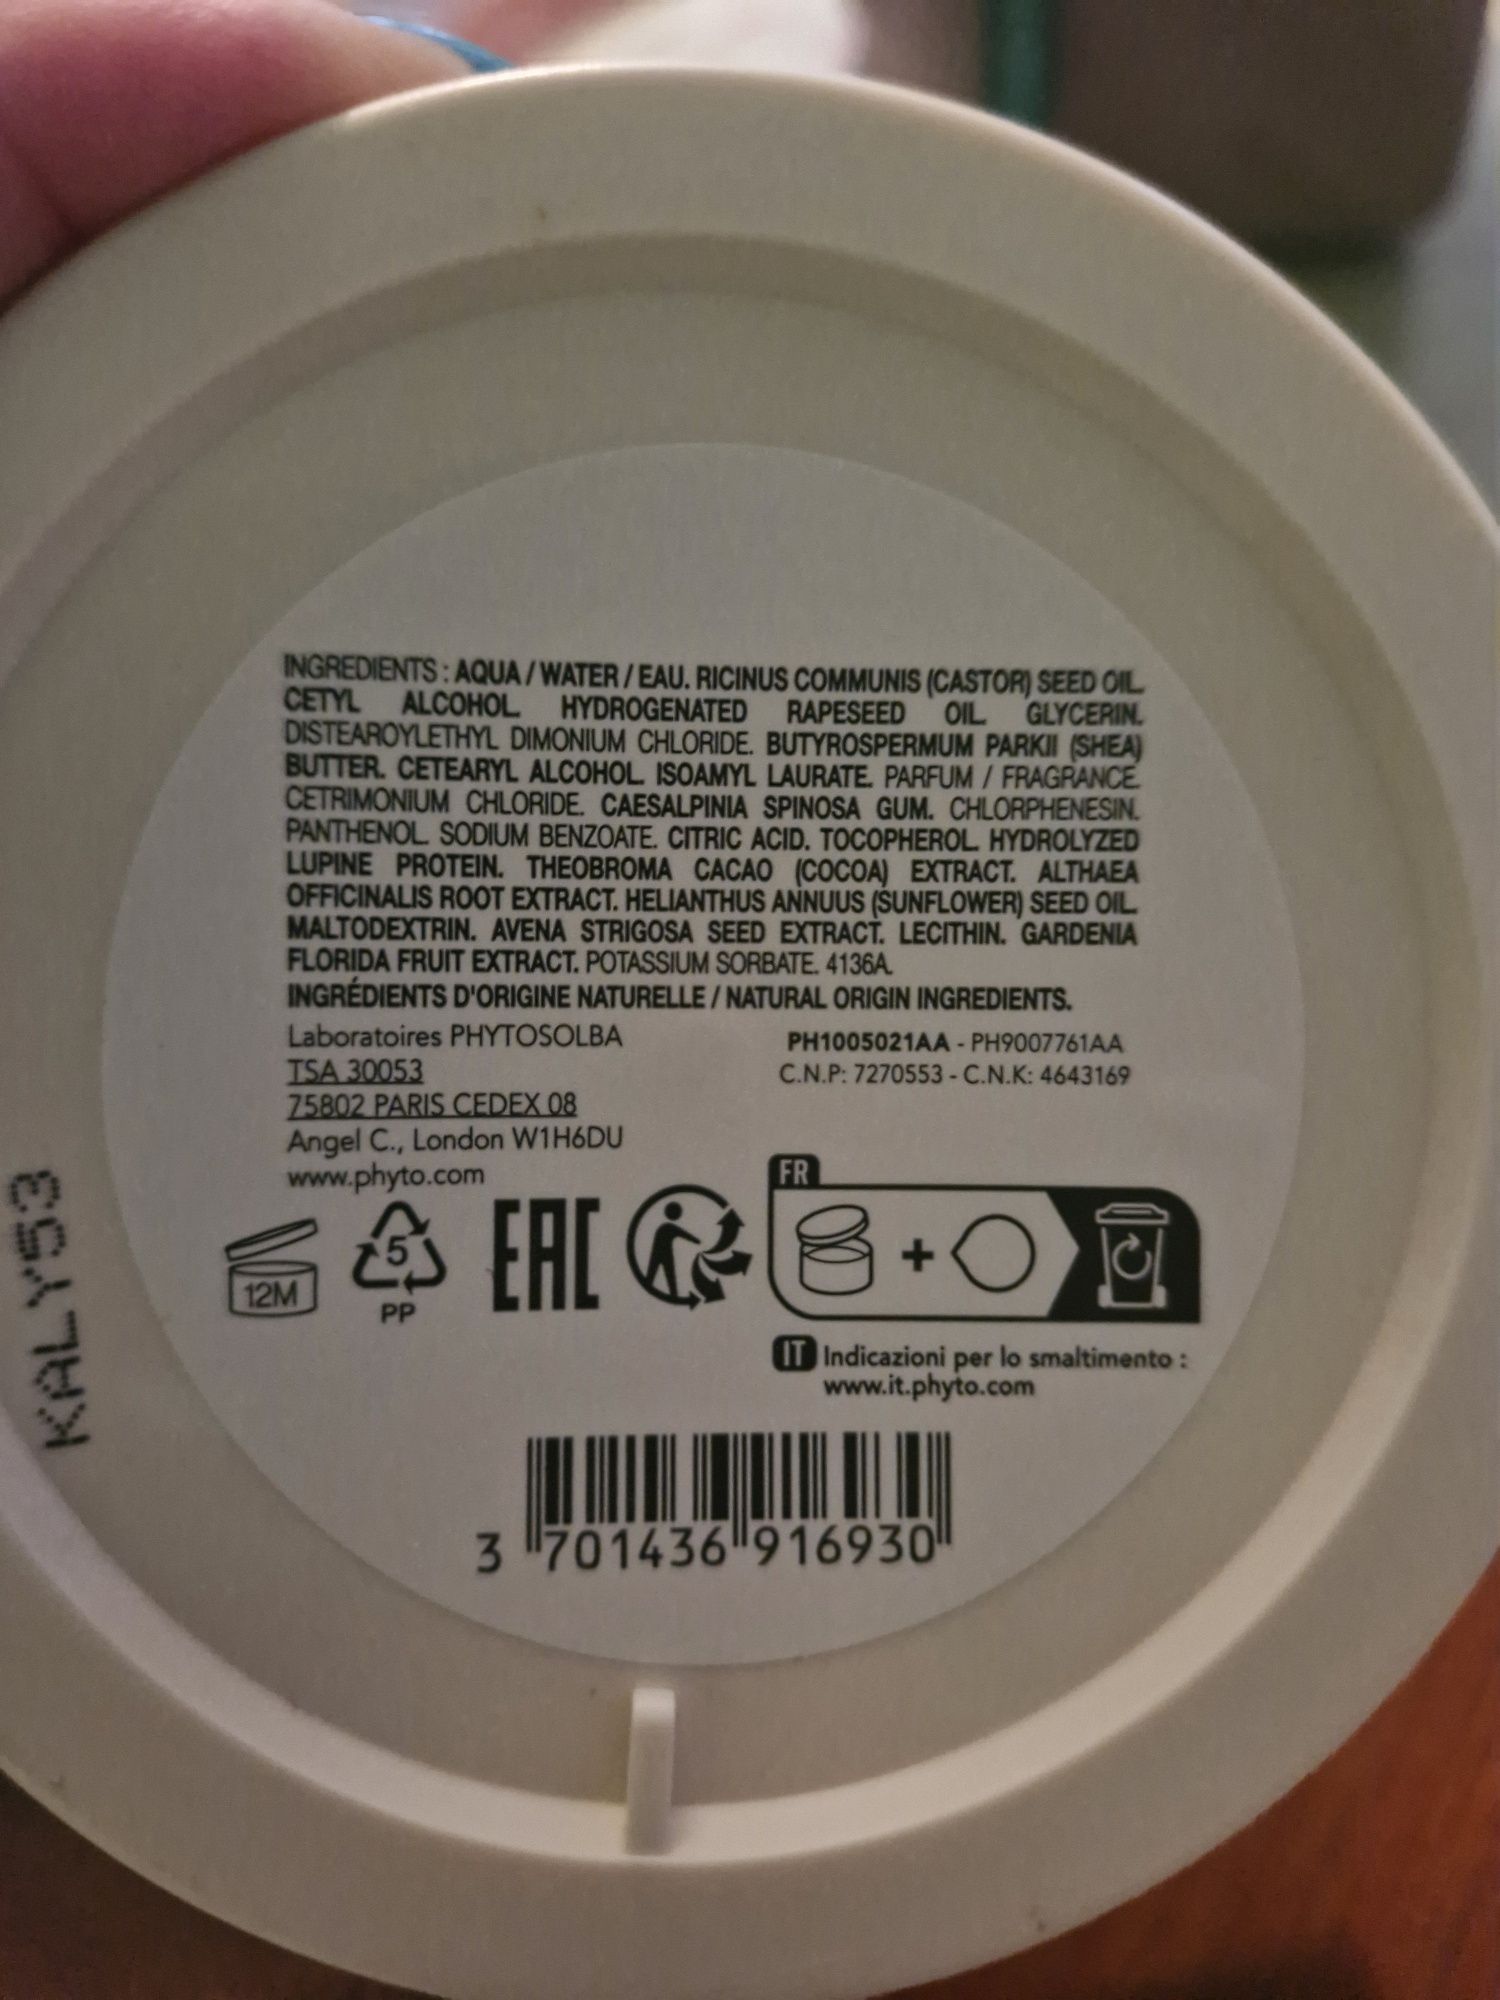 INGREDIENTS : AQUA / WATER / EAU. RICINUS COMMUNIS (CASTOR) SEED OIL.
CETYL ALCOHOL. HYDROGENATED RAPESEED OIL. GLYCERIN.
DISTEAROYLETHYL DIMONIUM CHLORIDE. BUTYROSPERMUM PARKII (SHEA)
BUTTER. CETEARYL ALCOHOL. ISOAMYL LAURATE. PARFUM / FRAGRANCE.
CETRIMONIUM CHLORIDE. CAESALPINIA SPINOSA GUM. CHLORPHENESIN.
PANTHENOL. SODIUM BENZOATE. CITRIC ACID. TOCOPHEROL. HYDROLYZED
LUPINE PROTEIN. THEOBROMA CACAO (COCOA) EXTRACT. ALTHAEA
OFFICINALIS ROOT EXTRACT. HELIANTHUS ANNUUS (SUNFLOWER) SEED OIL.
MALTODEXTRIN. AVENA STRIGOSA SEED EXTRACT. LECITHIN. GARDENIA
FLORIDA FRUIT EXTRACT. POTASSIUM SORBATE. 4136A.
INGRÉDIENTS D'ORIGINE NATURELLE / NATURAL ORIGIN INGREDIENTS.
Laboratoires PHYTOSOLBA
TSA 30053
75802 PARIS CEDEX 08
Angel C., London W1H6DU
www.phyto.com
PH1005021AA - PH9007761AA
C.N.P: 7270553 - C.N.K: 4643169
12M
5
PP
EAC
FR
+
IT Indicazioni per lo smaltimento :
www.it.phyto.com
3 701436 916930
KALY53